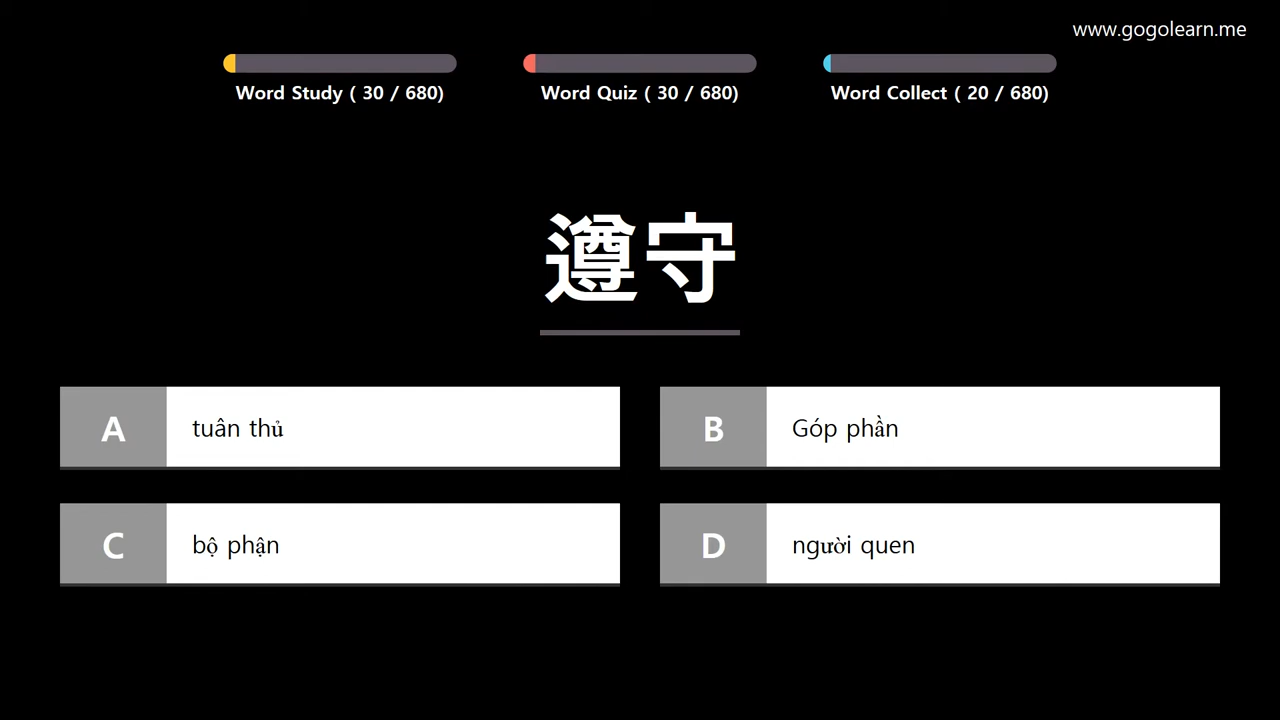 www.gogolearn.me
Word Study ( 30 / 680)
Word Quiz ( 30 / 680)
Word Collect ( 20 / 680)
遵守
A tuân thủ
B Góp phần
C bộ phận
D người quen